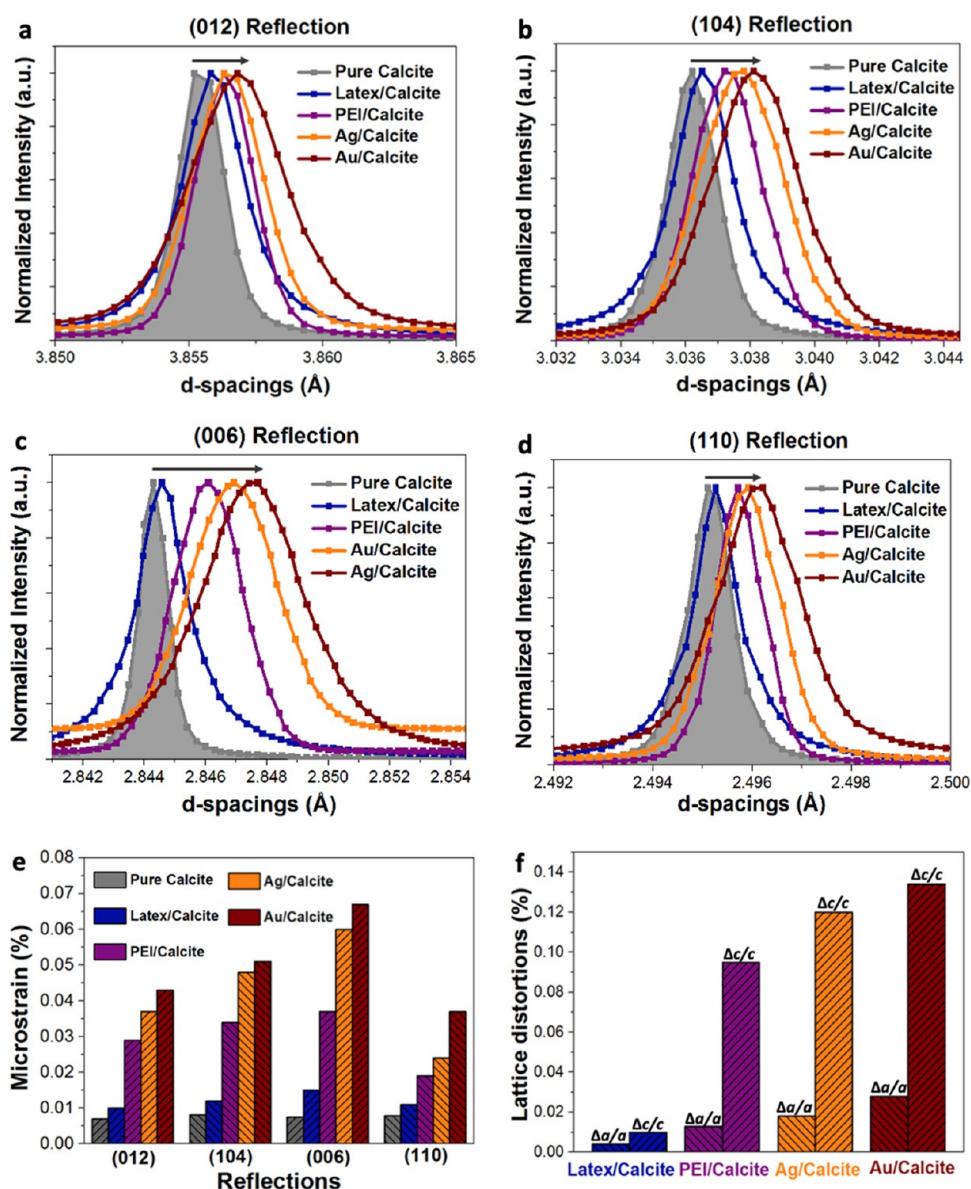 a
(012) Reflection
Normalized Intensity (a.u.)
Pure Calcite
Latex/Calcite
PEI/Calcite
Ag/Calcite
Au/Calcite
3.850 3.855 3.860 3.865
d-spacings (Å)
b
(104) Reflection
Normalized Intensity (a.u.)
Pure Calcite
Latex/Calcite
PEI/Calcite
Ag/Calcite
Au/Calcite
3.032 3.034 3.036 3.038 3.040 3.042 3.044
d-spacings (Å)
c
(006) Reflection
Normalized Intensity (a.u.)
Pure Calcite
Latex/Calcite
PEI/Calcite
Au/Calcite
Ag/Calcite
2.842 2.844 2.846 2.848 2.850 2.852 2.854
d-spacings (Å)
d
(110) Reflection
Normalized Intensity (a.u.)
Pure Calcite
Latex/Calcite
PEI/Calcite
Ag/Calcite
Au/Calcite
2.492 2.494 2.496 2.498 2.500
d-spacings (Å)
e
Microstrain (%)
0.08
0.07
0.06
0.05
0.04
0.03
0.02
0.01
0.00
Pure Calcite
Latex/Calcite
PEI/Calcite
Ag/Calcite
Au/Calcite
(012) (104) (006) (110)
Reflections
f
Lattice distortions (%)
0.14
0.12
0.10
0.08
0.06
0.04
0.02
0.00
Δa/a Δc/c Δa/a Δc/c Δa/a Δc/c Δa/a Δc/c
Latex/Calcite PEI/Calcite Ag/Calcite Au/Calcite